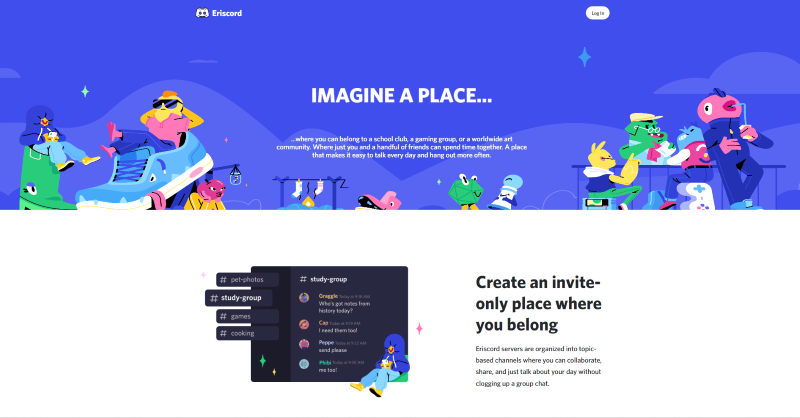 Eriscord
Log In
IMAGINE A PLACE...
...where you can belong to a school club, a gaming group, or a worldwide art
community. Where just you and a handful of friends can spend time together. A place
that makes it easy to talk every day and hang out more often.
# pet-photos
# study-group
# games
# cooking
# study-group
Graggle Today at 9:18 AM
Who's got notes from
history today?
Cap Today at 9:18 AM
I need them too!
Peppe Today at 9:22 AM
send please
Phibi
me too!
Create an invite-
only place where
you belong
Eriscord servers are organized into topic-
based channels where you can collaborate,
share, and just talk about your day without
clogging up a group chat.